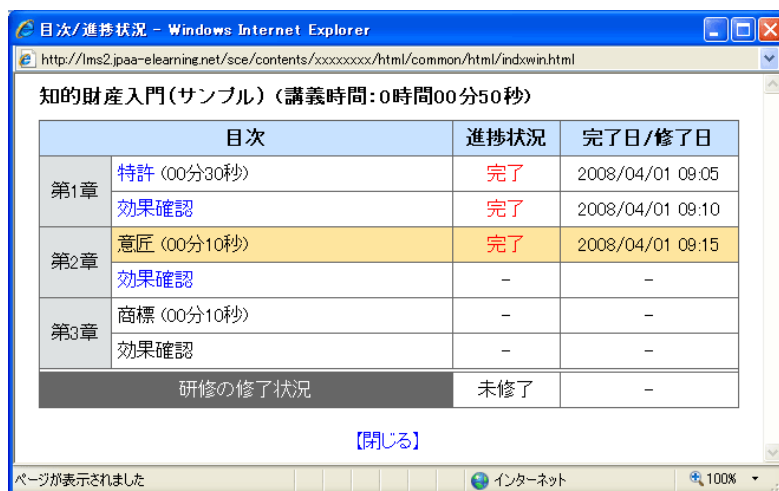 目次/進捗状況 - Windows Internet Explorer
http://lms2.jpaa-elearning.net/sce/contents/xxxxxxxx/html/common/html/indxwin.html
知的財産入門(サンプル) (講義時間:0時間00分50秒)
目次 進捗状況 完了日/修了日
第1章 特許 (00分30秒) 完了 2008/04/01 09:05
効果確認 完了 2008/04/01 09:10
第2章 意匠 (00分10秒) 完了 2008/04/01 09:15
効果確認 - -
第3章 商標 (00分10秒) - -
効果確認 - -
研修の修了状況 未修了 -
【閉じる】
ページが表示されました インターネット 100%